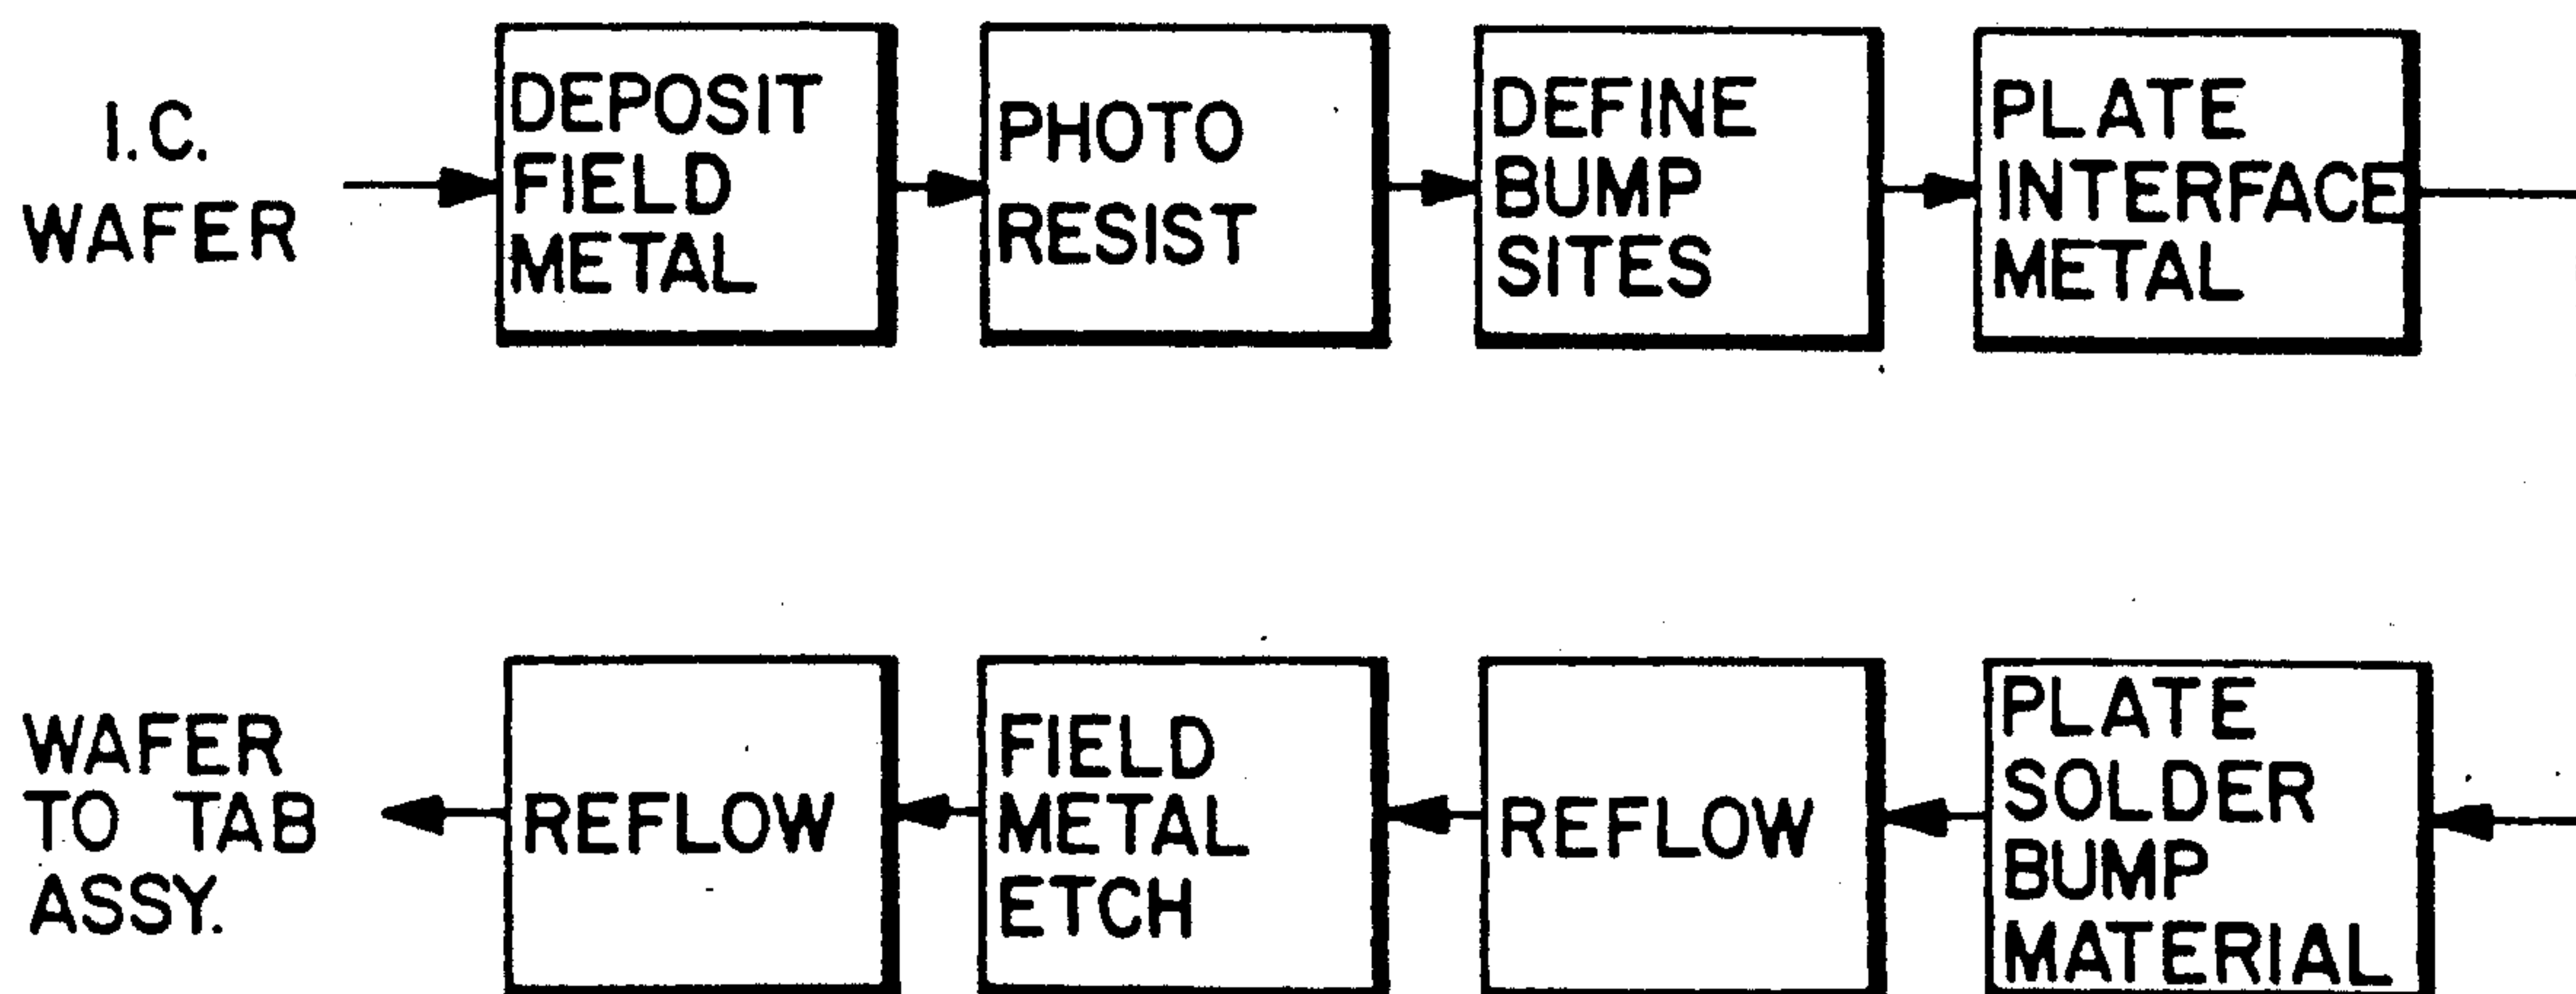 I.C.
WAFER
DEPOSIT
FIELD
METAL
PHOTO
RESIST
DEFINE
BUMP
SITES
PLATE
INTERFACE
METAL
PLATE
SOLDER
BUMP
MATERIAL
REFLOW
FIELD
METAL
ETCH
REFLOW
WAFER
TO TAB
ASSY.